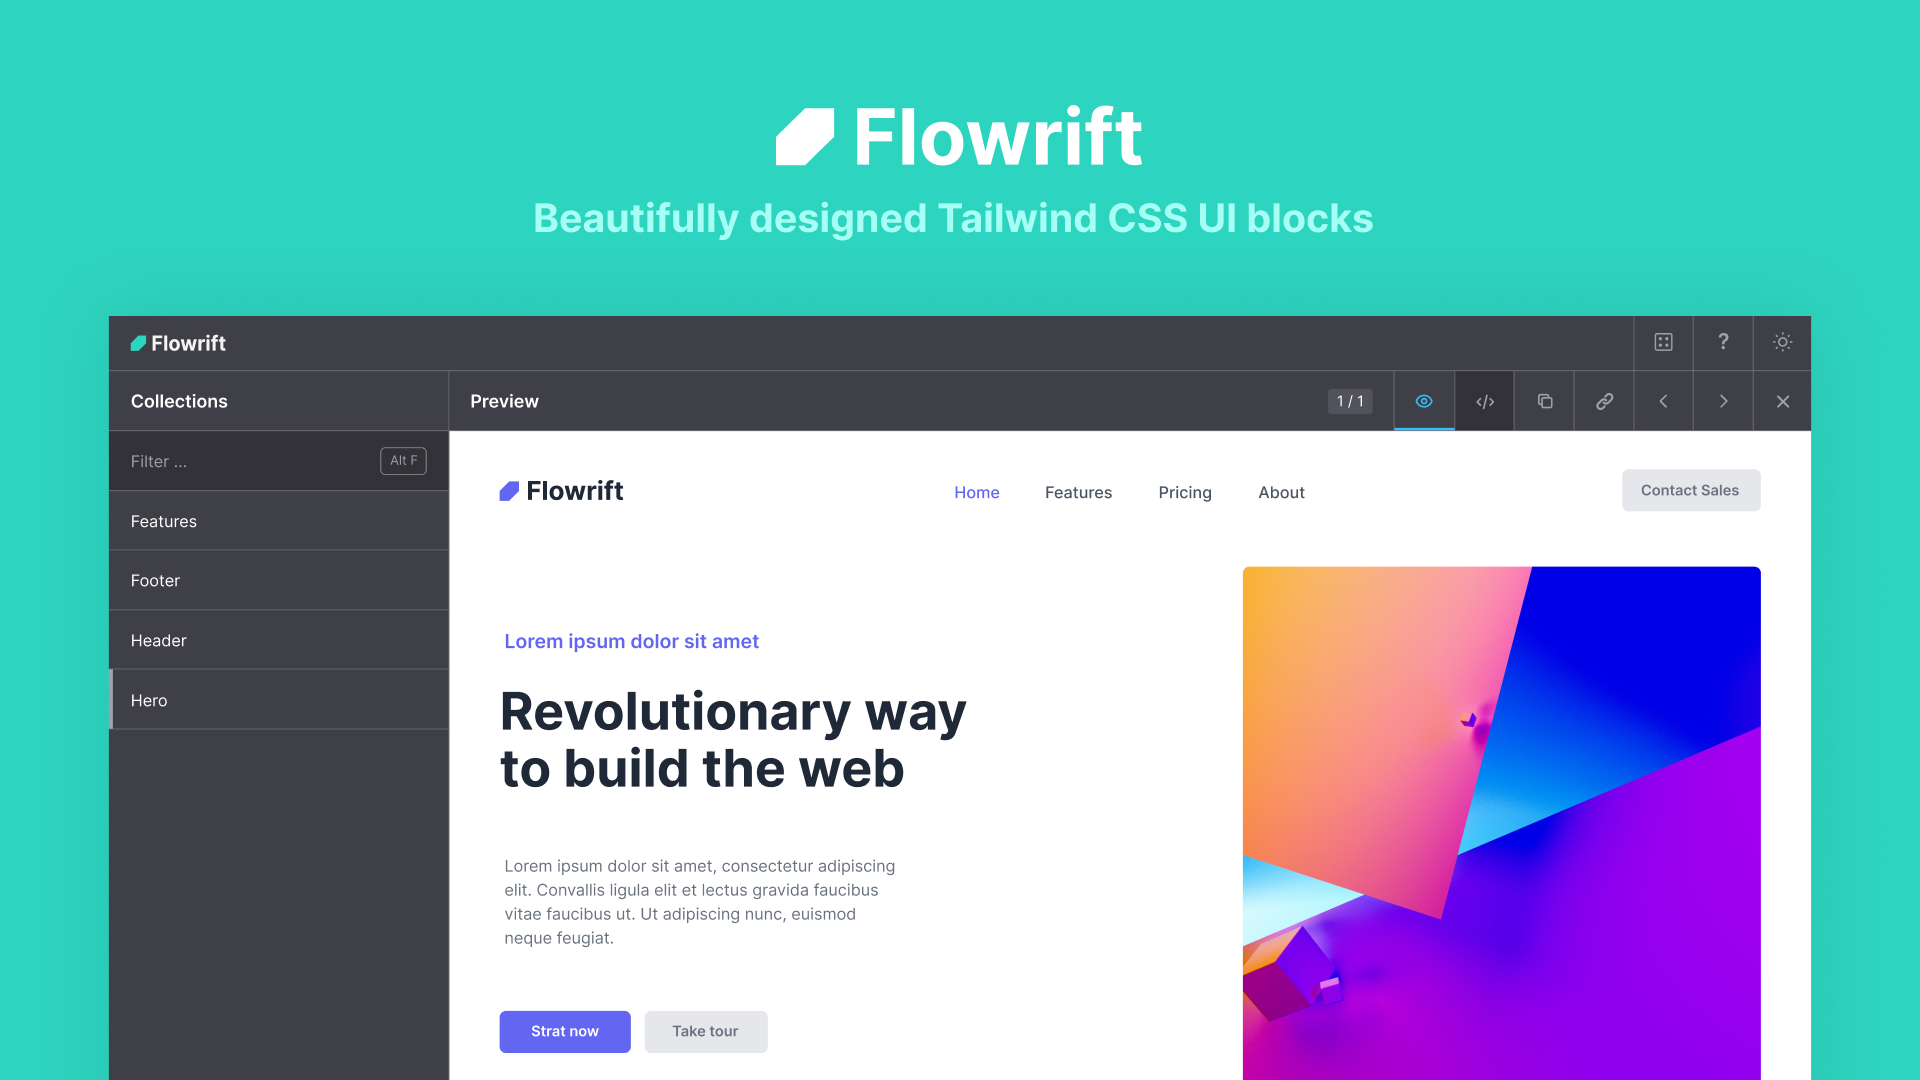 Flowrift
Beautifully designed Tailwind CSS UI blocks
Flowrift
?
Collections
Preview
1 / 1
</>
Filter ...
Alt F
Features
Footer
Header
Hero
Flowrift
Home
Features
Pricing
About
Contact Sales
Lorem ipsum dolor sit amet
Revolutionary way
to build the web
Lorem ipsum dolor sit amet, consectetur adipiscing
elit. Convallis ligula elit et lectus gravida faucibus
vitae faucibus ut. Ut adipiscing nunc, euismod
neque feugiat.
Strat now
Take tour